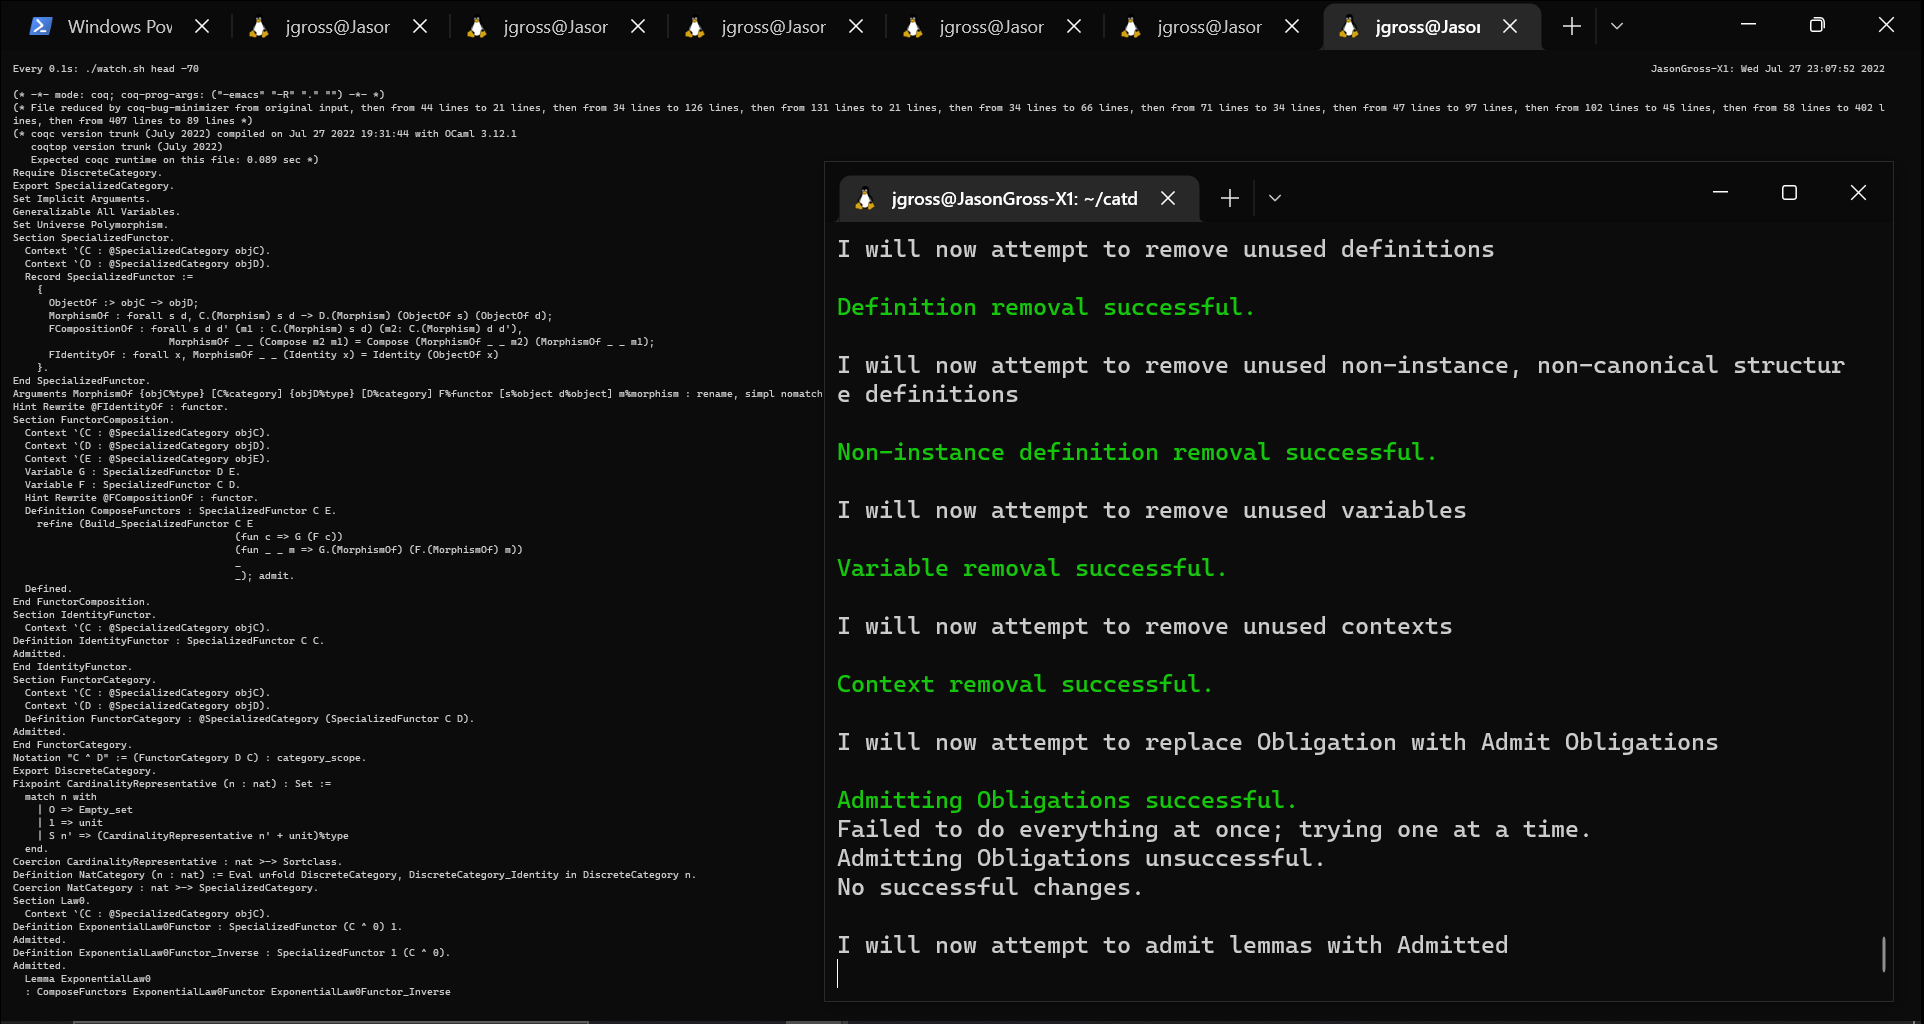 Windows Pov
jgross@Jasor
jgross@Jasor
jgross@Jasor
jgross@Jasor
jgross@Jasor
jgross@Jasor
Every 0.1s: ./watch.sh head -70
JasonGross-X1: Wed Jul 27 23:07:52 2022
(* -*- mode: coq; coq-prog-args: ("-emacs" "-R" "." "") -*- *)
(* File reduced by coq-bug-minimizer from original input, then from 44 lines to 21 lines, then from 34 lines to 126 lines, then from 131 lines to 21 lines, then from 34 lines to 66 lines, then from 71 lines to 34 lines, then from 47 lines to 97 lines, then from 102 lines to 45 lines, then from 58 lines to 402 l
ines, then from 407 lines to 89 lines *)
(* coqc version trunk (July 2022) compiled on Jul 27 2022 19:31:44 with OCaml 3.12.1
coqtop version trunk (July 2022)
Expected coqc runtime on this file: 0.089 sec *)
Require DiscreteCategory.
Export SpecializedCategory.
Set Implicit Arguments.
Generalizable All Variables.
Set Universe Polymorphism.
Section SpecializedFunctor.
Context `(C : @SpecializedCategory objC).
Context `(D : @SpecializedCategory objD).
Record SpecializedFunctor :=
{
ObjectOf :> objC -> objD;
MorphismOf : forall s d, C.(Morphism) s d -> D.(Morphism) (ObjectOf s) (ObjectOf d);
FCompositionOf : forall s d d' (m1 : C.(Morphism) s d) (m2: C.(Morphism) d d'),
MorphismOf _ _ (Compose m2 m1) = Compose (MorphismOf _ _ m2) (MorphismOf _ _ m1);
FIdentityOf : forall x, MorphismOf _ _ (Identity x) = Identity (ObjectOf x)
}.
End SpecializedFunctor.
Arguments MorphismOf {objC%type} [C%category] {objD%type} [D%category] F%functor [s%object d%object] m%morphism : rename, simpl nomatch
Hint Rewrite @FIdentityOf : functor.
Section FunctorComposition.
Context `(C : @SpecializedCategory objC).
Context `(D : @SpecializedCategory objD).
Context `(E : @SpecializedCategory objE).
Variable G : SpecializedFunctor D E.
Variable F : SpecializedFunctor C D.
Hint Rewrite @FCompositionOf : functor.
Definition ComposeFunctors : SpecializedFunctor C E.
refine (Build_SpecializedFunctor C E
(fun c => G (F c))
(fun _ _ m => G.(MorphismOf) (F.(MorphismOf) m))
_
_); admit.
Defined.
End FunctorComposition.
Section IdentityFunctor.
Context `(C : @SpecializedCategory objC).
Definition IdentityFunctor : SpecializedFunctor C C.
Admitted.
End IdentityFunctor.
Section FunctorCategory.
Context `(C : @SpecializedCategory objC).
Context `(D : @SpecializedCategory objD).
Definition FunctorCategory : @SpecializedCategory (SpecializedFunctor C D).
Admitted.
End FunctorCategory.
Notation "C ^ D" := (FunctorCategory D C) : category_scope.
Export DiscreteCategory.
Fixpoint CardinalityRepresentative (n : nat) : Set :=
match n with
| O => Empty_set
| 1 => unit
| S n' => (CardinalityRepresentative n' + unit)%type
end.
Coercion CardinalityRepresentative : nat >-> Sortclass.
Definition NatCategory (n : nat) := Eval unfold DiscreteCategory, DiscreteCategory_Identity in DiscreteCategory n.
Coercion NatCategory : nat >-> SpecializedCategory.
Section Law0.
Context `(C : @SpecializedCategory objC).
Definition ExponentialLaw0Functor : SpecializedFunctor (C ^ 0) 1.
Admitted.
Definition ExponentialLaw0Functor_Inverse : SpecializedFunctor 1 (C ^ 0).
Admitted.
Lemma ExponentialLaw0
: ComposeFunctors ExponentialLaw0Functor ExponentialLaw0Functor_Inverse
jgross@JasonGross-X1: ~/catd
I will now attempt to remove unused definitions
Definition removal successful.
I will now attempt to remove unused non-instance, non-canonical structur
e definitions
Non-instance definition removal successful.
I will now attempt to remove unused variables
Variable removal successful.
I will now attempt to remove unused contexts
Context removal successful.
I will now attempt to replace Obligation with Admit Obligations
Admitting Obligations successful.
Failed to do everything at once; trying one at a time.
Admitting Obligations unsuccessful.
No successful changes.
I will now attempt to admit lemmas with Admitted